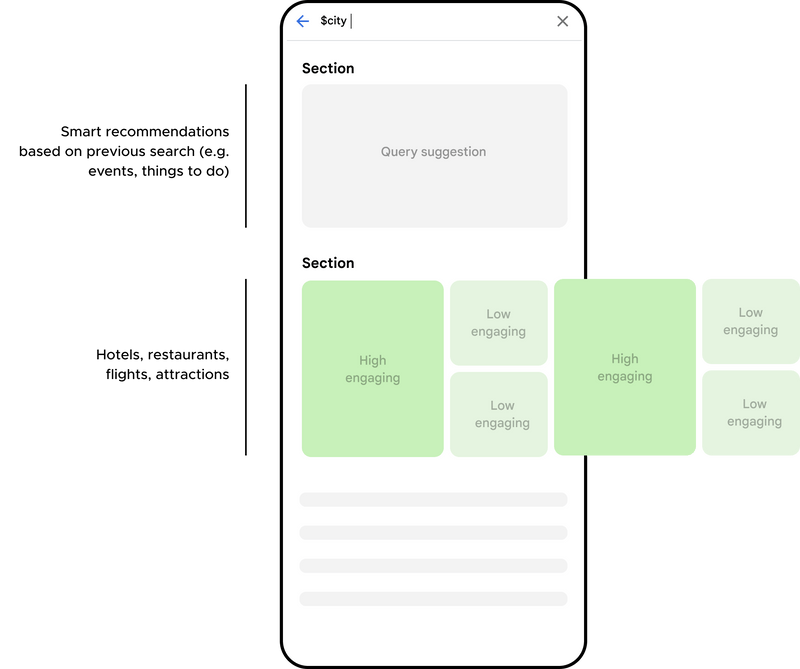 $city
Section
Smart recommendations
based on previous search (e.g.
events, things to do)
Query suggestion
Section
Hotels, restaurants,
flights, attractions
High
engaging
Low
engaging
Low
engaging
High
engaging
Low
engaging
Low
engaging